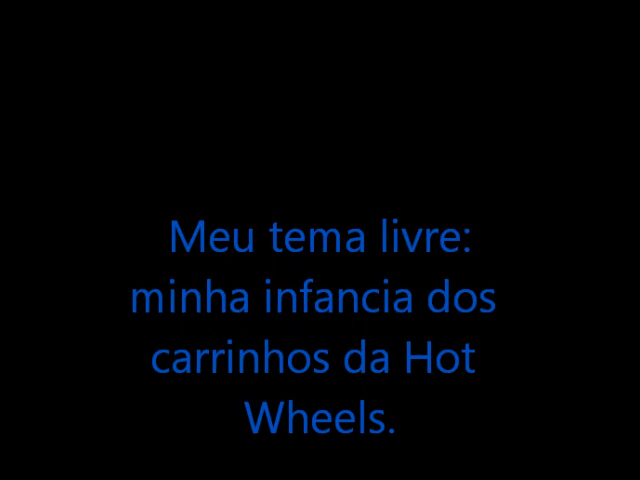 Meu tema livre:
minha infancia dos
carrinhos da Hot
Wheels.